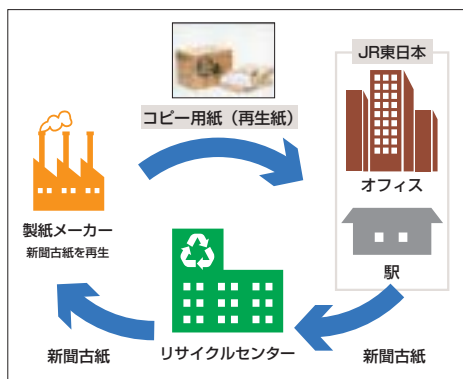 JR東日本
コピー用紙（再生紙）
オフィス
製紙メーカー
新聞古紙を再生
駅
新聞古紙
リサイクルセンター
新聞古紙